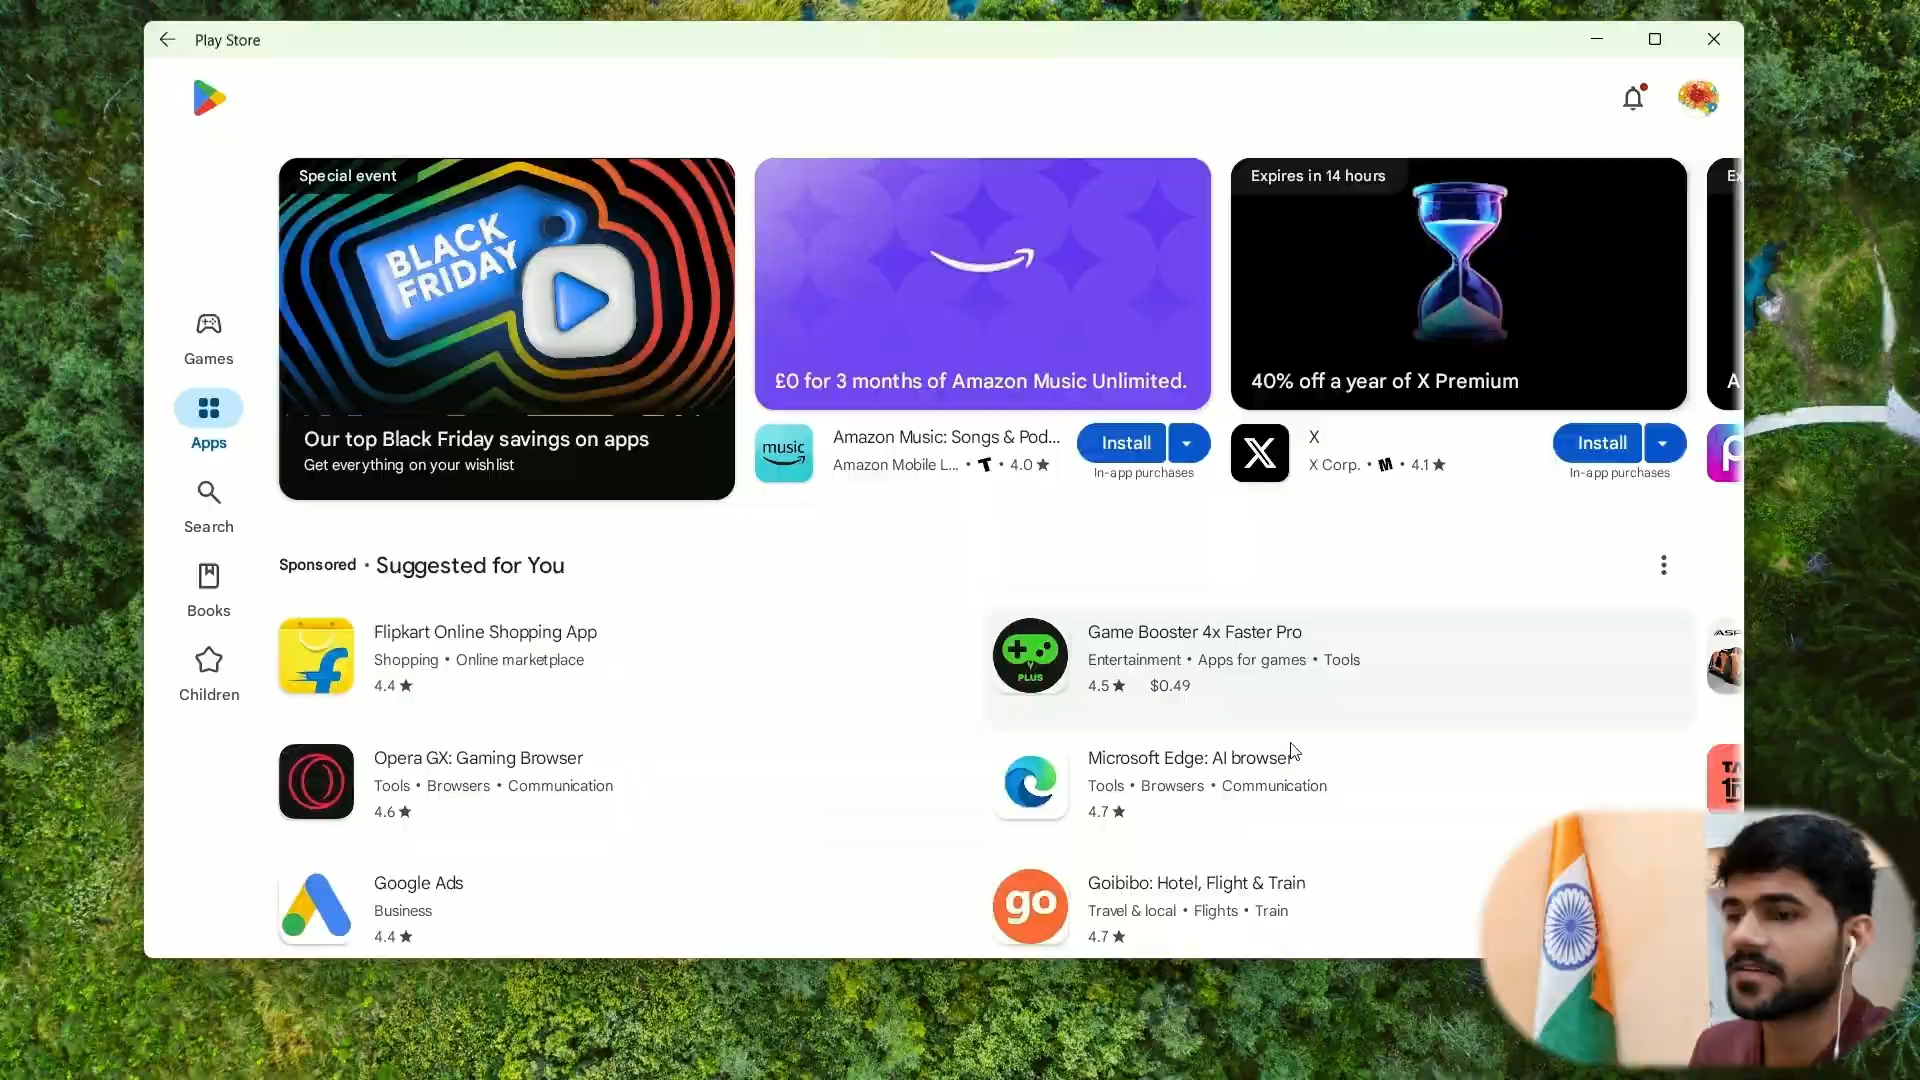 Play Store
Special event
BLACK
FRIDAY
Our top Black Friday savings on apps
Get everything on your wishlist
£0 for 3 months of Amazon Music Unlimited.
music
Amazon Music: Songs & Pod...
Amazon Mobile L... • T • 4.0 ★
Install
In-app purchases
Expires in 14 hours
40% off a year of X Premium
X
X Corp. • M • 4.1 ★
Install
In-app purchases
Ex
A
Games
Apps
Search
Books
Children
Sponsored • Suggested for You
Flipkart Online Shopping App
Shopping • Online marketplace
4.4 ★
PLUS
Game Booster 4x Faster Pro
Entertainment • Apps for games • Tools
4.5 ★ $0.49
Opera GX: Gaming Browser
Tools • Browsers • Communication
4.6 ★
Microsoft Edge: AI browser
Tools • Browsers • Communication
4.7 ★
Google Ads
Business
4.4 ★
go
Goibibo: Hotel, Flight & Train
Travel & local • Flights • Train
4.7 ★